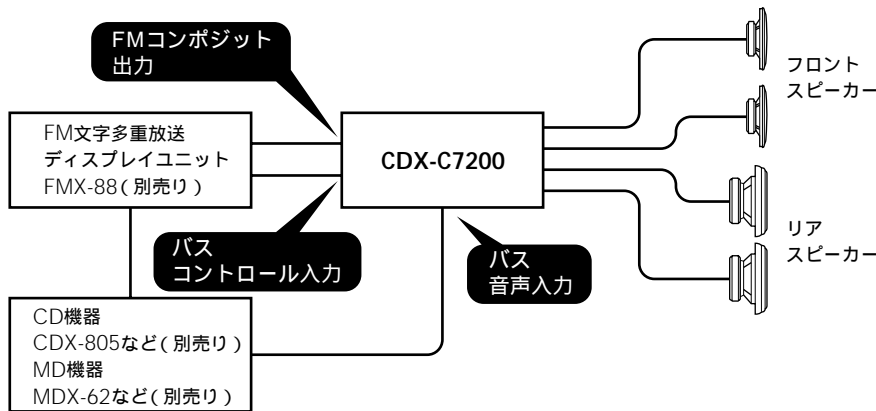 FMコンポジット
出力
FM文字多重放送
ディスプレイユニット
FMX-88(別売り)
CDX-C7200
フロント
スピーカー
バス
コントロール入力
バス
音声入力
リア
スピーカー
CD機器
CDX-805など(別売り)
MD機器
MDX-62など(別売り)